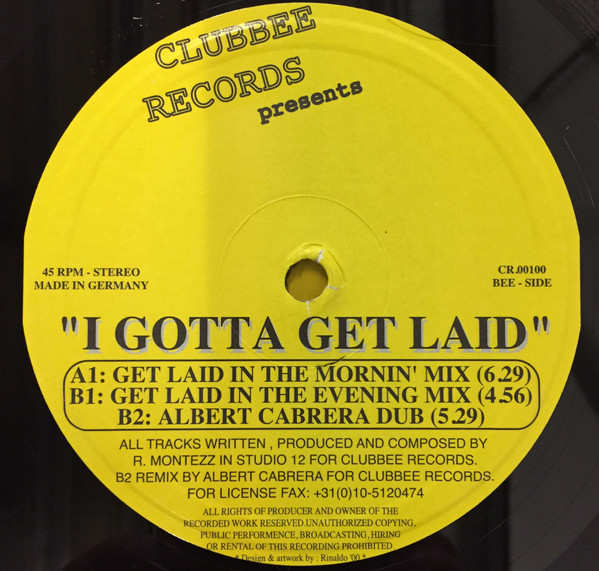 CLUBBEE
RECORDS
presents
45 RPM - STEREO
MADE IN GERMANY
CR.00100
BEE - SIDE
"I GOTTA GET LAID"
A1: GET LAID IN THE MORNIN' MIX (6.29)
B1: GET LAID IN THE EVENING MIX (4.56)
B2: ALBERT CABRERA DUB (5.29)
ALL TRACKS WRITTEN , PRODUCED AND COMPOSED BY
R. MONTEZZ IN STUDIO 12 FOR CLUBBEE RECORDS.
B2 REMIX BY ALBERT CABRERA FOR CLUBBEE RECORDS.
FOR LICENSE FAX: +31(0)10-5120474
ALL RIGHTS OF PRODUCER AND OWNER OF THE
RECORDED WORK RESERVED.UNAUTHORIZED COPYING,
PUBLIC PERFORMENCE, BROADCASTING, HIRING
OR RENTAL OF THIS RECORDING PROHIBITED.
* Design & artwork by : Rinaldo '00 *